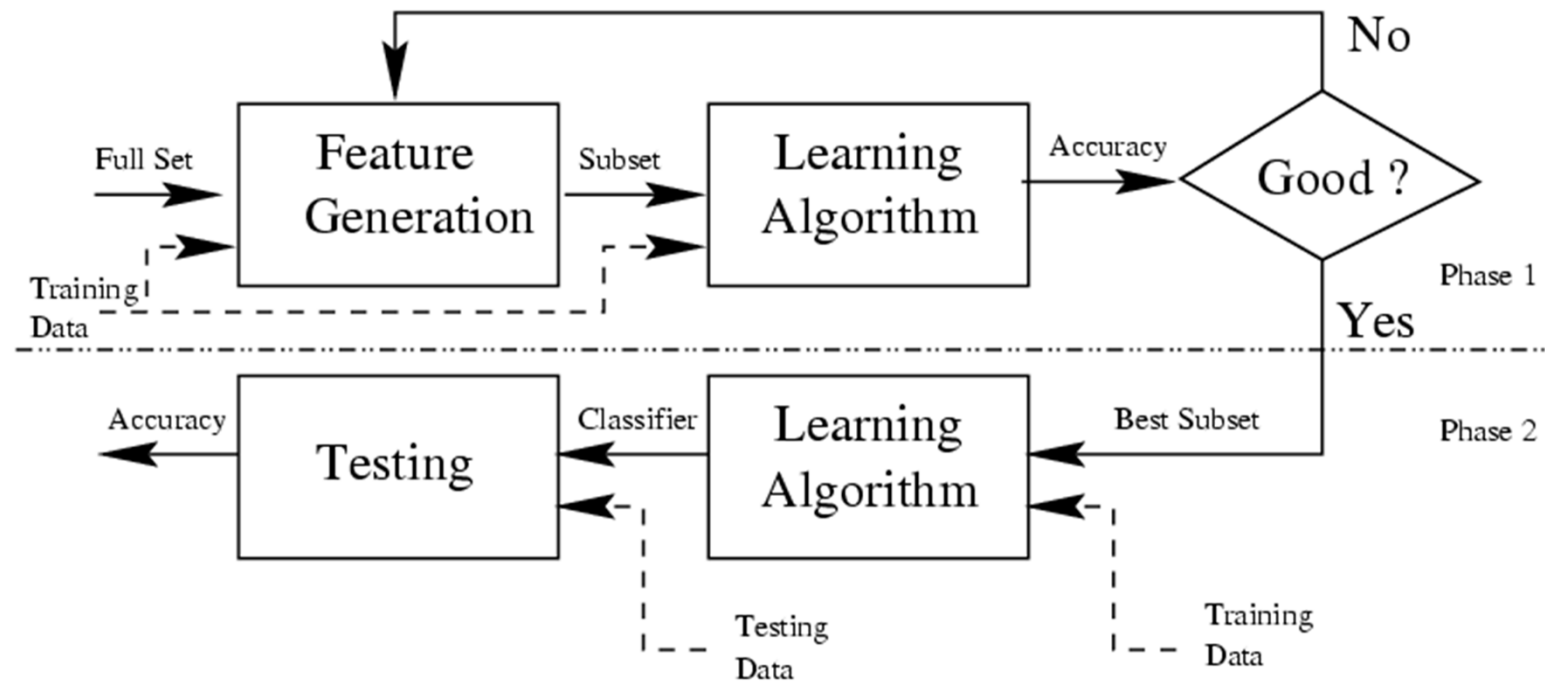 No
Full Set
Feature
Generation
Subset
Learning
Algorithm
Accuracy
Good ?
Training
Data
Phase 1
Yes
Accuracy
Testing
Classifier
Learning
Algorithm
Best Subset
Phase 2
Testing
Data
Training
Data